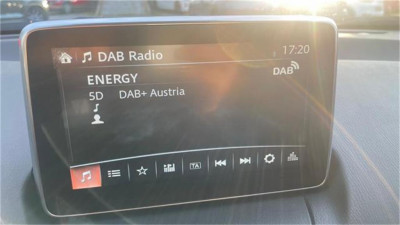 DAB Radio 17:20
ENERGY DAB
5D DAB+ Austria
TA